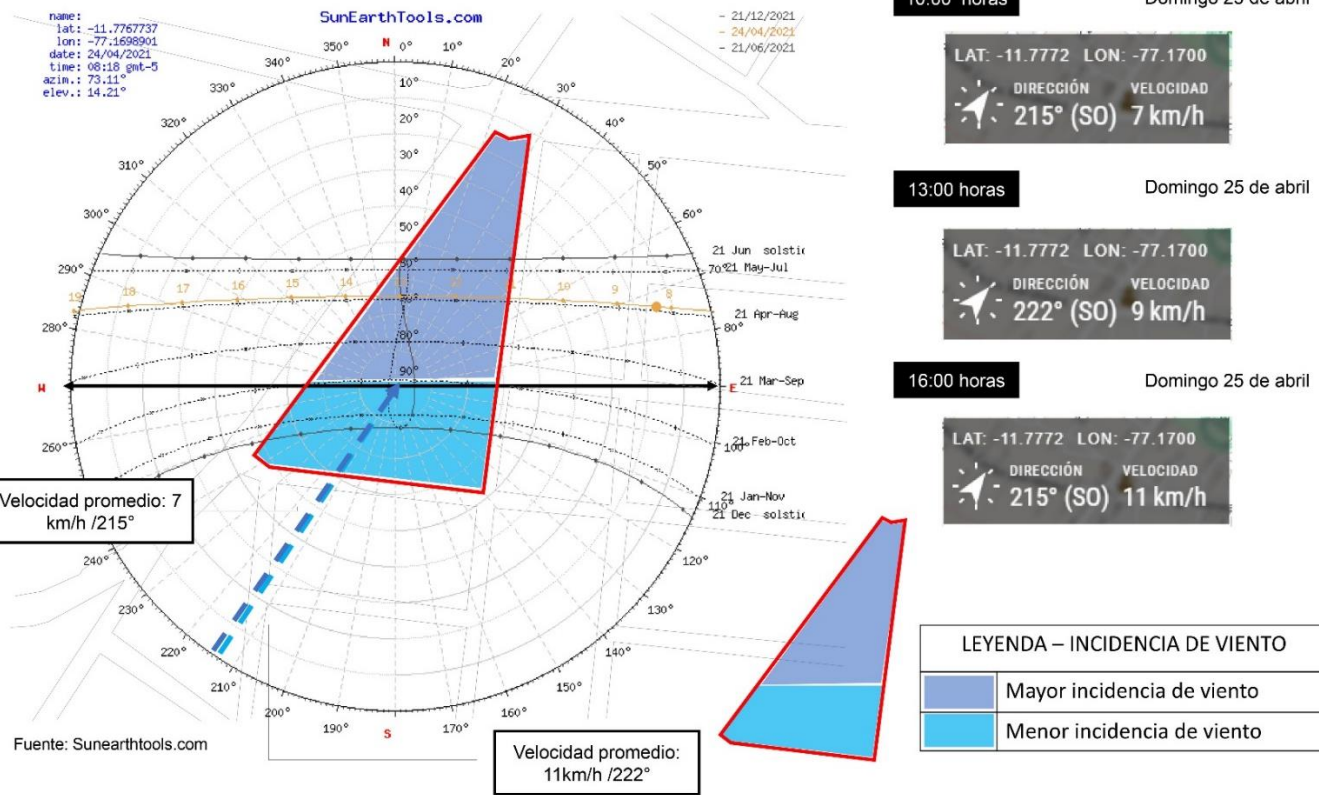 name:
lat: -11.7767737
lon: -77.1698901
date: 24/04/2021
time: 08:18 gmt-5
azim.: 73.11°
elev.: 14.21°
SunEarthTools.com
- 21/12/2021
- 24/04/2021
- 21/06/2021
N
0°
10°
20°
30°
40°
50°
60°
70°
80°
E
100°
110°
120°
130°
140°
150°
160°
170°
S
190°
200°
210°
220°
230°
240°
260°
W
280°
290°
300°
310°
320°
330°
340°
350°
10°
20°
30°
40°
50°
80°
90°
21 Jun solstic
21 May-Jul
21 Apr-Aug
21 Mar-Sep
21 Feb-Oct
21 Jan-Nov
21 Dec solstic
19
18
17
16
15
14
10
9
8
Velocidad promedio: 7
km/h /215°
Velocidad promedio:
11km/h /222°
Fuente: Sunearthtools.com
10:00 horas
Domingo 25 de abril
LAT: -11.7772 LON: -77.1700
DIRECCIÓN VELOCIDAD
215° (SO) 7 km/h
13:00 horas
Domingo 25 de abril
LAT: -11.7772 LON: -77.1700
DIRECCIÓN VELOCIDAD
222° (SO) 9 km/h
16:00 horas
Domingo 25 de abril
LAT: -11.7772 LON: -77.1700
DIRECCIÓN VELOCIDAD
215° (SO) 11 km/h
LEYENDA – INCIDENCIA DE VIENTO
Mayor incidencia de viento
Menor incidencia de viento